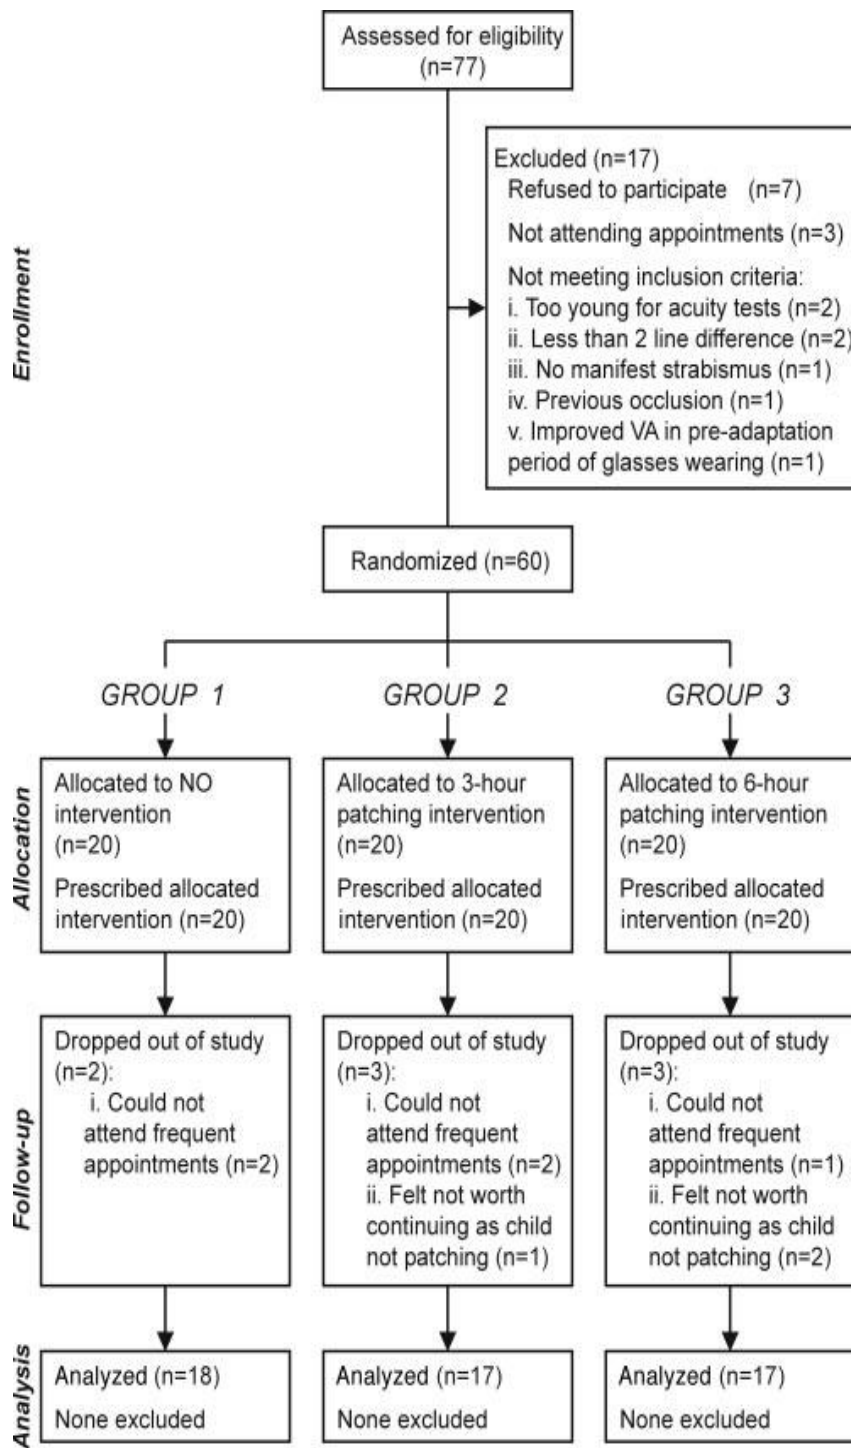 Assessed for eligibility
(n=77)
Enrollment
Excluded (n=17)
Refused to participate (n=7)
Not attending appointments (n=3)
Not meeting inclusion criteria:
i. Too young for acuity tests (n=2)
ii. Less than 2 line difference (n=2)
iii. No manifest strabismus (n=1)
iv. Previous occlusion (n=1)
v. Improved VA in pre-adaptation
period of glasses wearing (n=1)
Randomized (n=60)
GROUP 1
GROUP 2
GROUP 3
Allocation
Allocated to NO
intervention
(n=20)
Prescribed allocated
intervention (n=20)
Allocated to 3-hour
patching intervention
(n=20)
Prescribed allocated
intervention (n=20)
Allocated to 6-hour
patching intervention
(n=20)
Prescribed allocated
intervention (n=20)
Follow-up
Dropped out of study
(n=2):
i. Could not
attend frequent
appointments (n=2)
Dropped out of study
(n=3):
i. Could not
attend frequent
appointments (n=2)
ii. Felt not worth
continuing as child
not patching (n=1)
Dropped out of study
(n=3):
i. Could not
attend frequent
appointments (n=1)
ii. Felt not worth
continuing as child
not patching (n=2)
Analysis
Analyzed (n=18)
None excluded
Analyzed (n=17)
None excluded
Analyzed (n=17)
None excluded